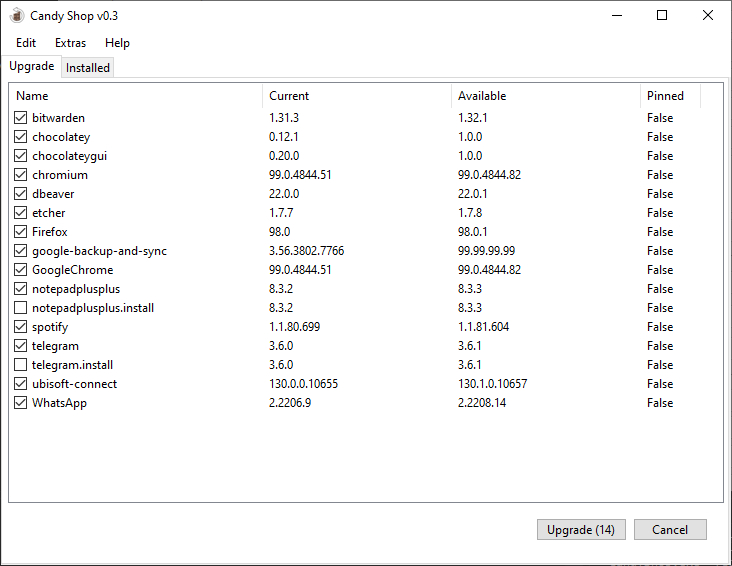 Candy Shop v0.3
Edit Extras Help
Upgrade Installed
Name Current Available Pinned
bitwarden 1.31.3 1.32.1 False
chocolatey 0.12.1 1.0.0 False
chocolateygui 0.20.0 1.0.0 False
chromium 99.0.4844.51 99.0.4844.82 False
dbeaver 22.0.0 22.0.1 False
etcher 1.7.7 1.7.8 False
Firefox 98.0 98.0.1 False
google-backup-and-sync 3.56.3802.7766 99.99.99.99 False
GoogleChrome 99.0.4844.51 99.0.4844.82 False
notepadplusplus 8.3.2 8.3.3 False
notepadplusplus.install 8.3.2 8.3.3 False
spotify 1.1.80.699 1.1.81.604 False
telegram 3.6.0 3.6.1 False
telegram.install 3.6.0 3.6.1 False
ubisoft-connect 130.0.0.10655 130.1.0.10657 False
WhatsApp 2.2206.9 2.2208.14 False
Upgrade (14) Cancel